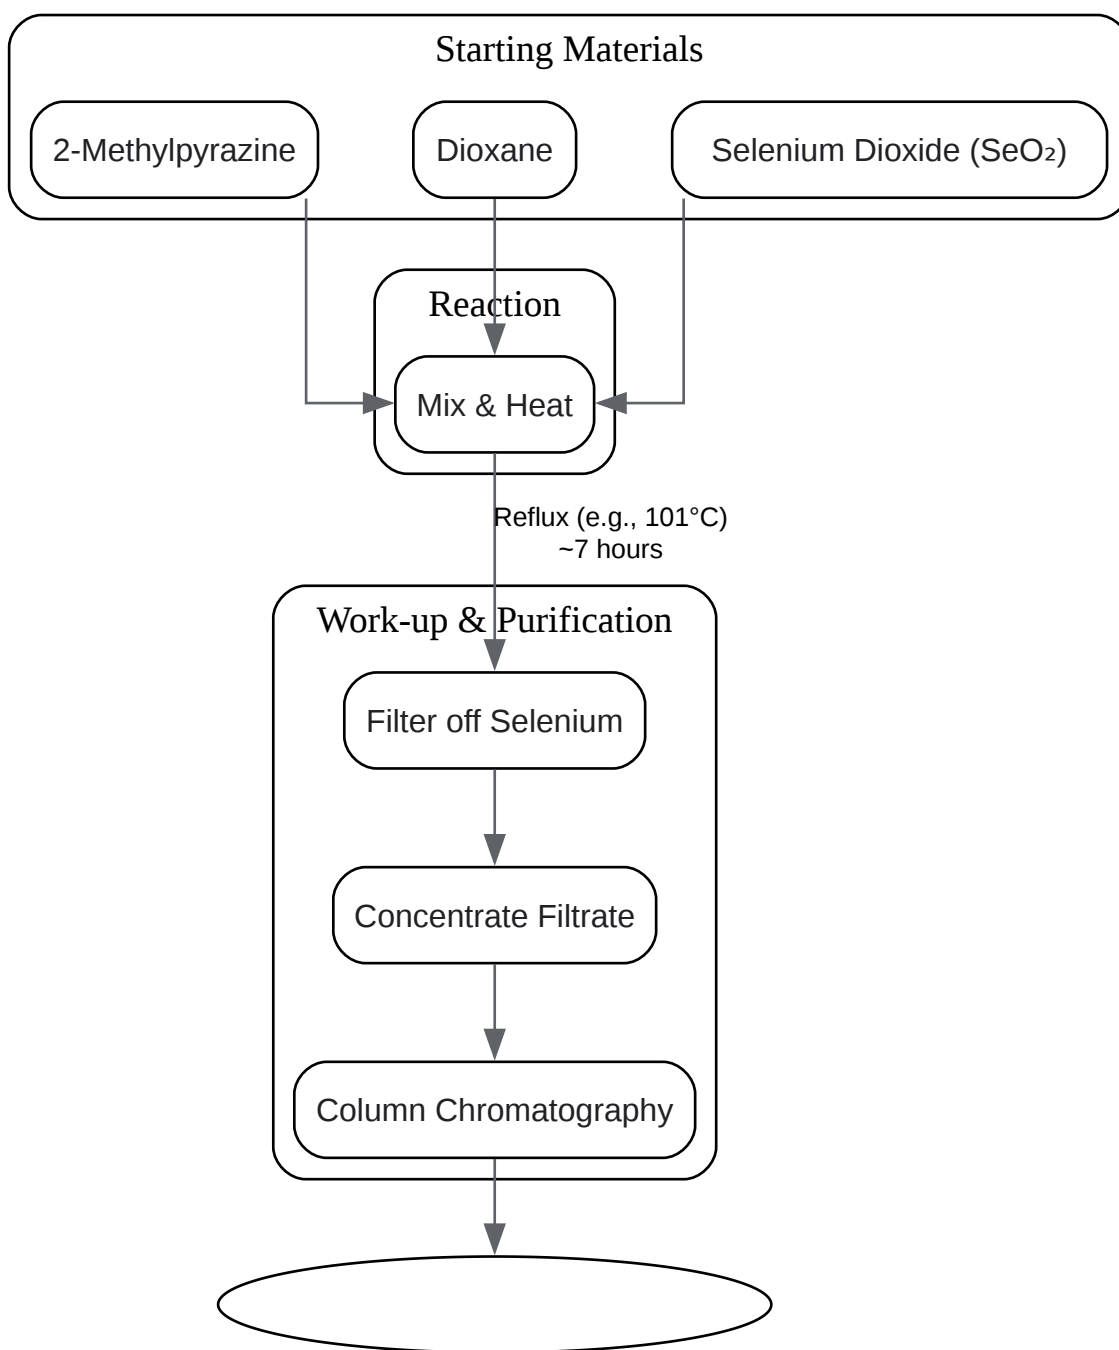 Starting Materials
2-Methylpyrazine
Dioxane
Selenium Dioxide (SeO₂)
Reaction
Mix & Heat
Reflux (e.g., 101°C)
~7 hours
Work-up & Purification
Filter off Selenium
Concentrate Filtrate
Column Chromatography